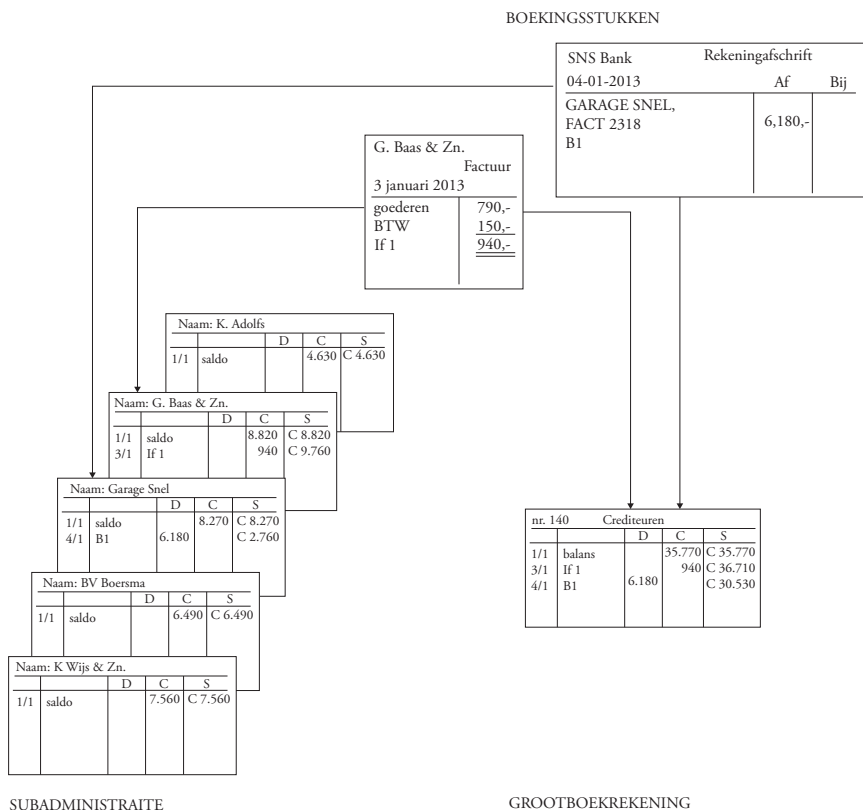 BOEKINGSSTUKKEN
SNS Bank Rekeningafschrift
04-01-2013 Af Bij
GARAGE SNEL,
FACT 2318 6,180,-
B1
G. Baas & Zn.
Factuur
3 januari 2013
goederen 790,-
BTW 150,-
If 1 940,-
Naam: K. Adolfs
D C S
1/1 saldo 4.630 C 4.630
Naam: G. Baas & Zn.
D C S
1/1 saldo 8.820 C 8.820
3/1 If 1 940 C 9.760
Naam: Garage Snel
D C S
1/1 saldo 8.270 C 8.270
4/1 B1 6.180 C 2.760
Naam: BV Boersma
D C S
1/1 saldo 6.490 C 6.490
Naam: K Wijs & Zn.
D C S
1/1 saldo 7.560 C 7.560
nr. 140 Crediteuren
D C S
1/1 balans 35.770 C 35.770
3/1 If 1 940 C 36.710
4/1 B1 6.180 C 30.530
SUBADMINISTRAITE
GROOTBOEKREKENING